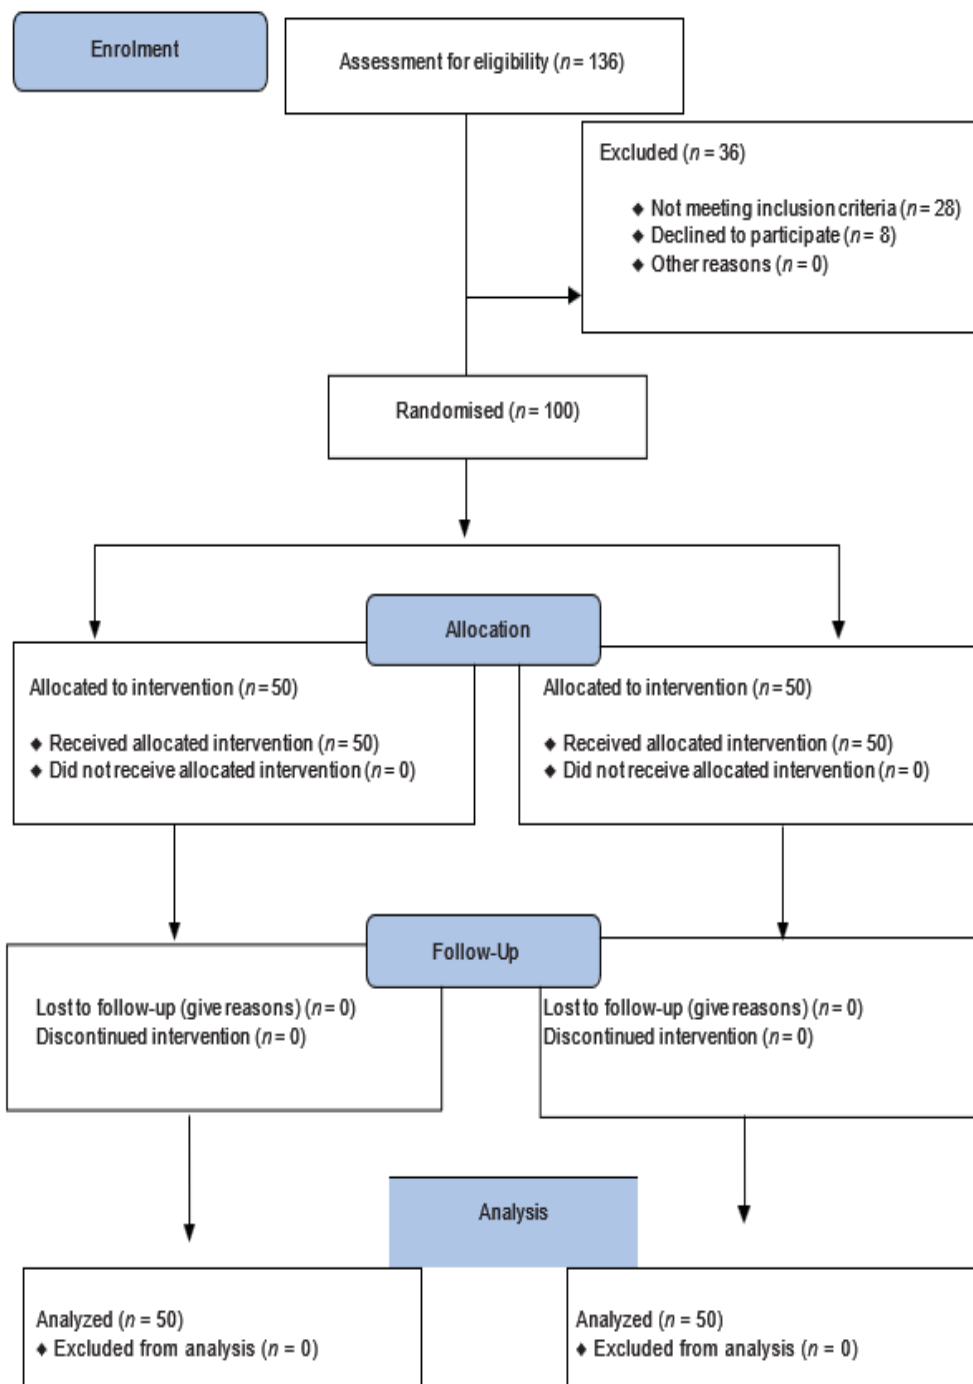 Enrolment
Assessment for eligibility (n = 136)
Excluded (n = 36)
♦ Not meeting inclusion criteria (n = 28)
♦ Declined to participate (n = 8)
♦ Other reasons (n = 0)
Randomised (n = 100)
Allocation
Allocated to intervention (n = 50)
♦ Received allocated intervention (n = 50)
♦ Did not receive allocated intervention (n = 0)
Allocated to intervention (n = 50)
♦ Received allocated intervention (n = 50)
♦ Did not receive allocated intervention (n = 0)
Follow-Up
Lost to follow-up (give reasons) (n = 0)
Discontinued intervention (n = 0)
Lost to follow-up (give reasons) (n = 0)
Discontinued intervention (n = 0)
Analysis
Analyzed (n = 50)
♦ Excluded from analysis (n = 0)
Analyzed (n = 50)
♦ Excluded from analysis (n = 0)